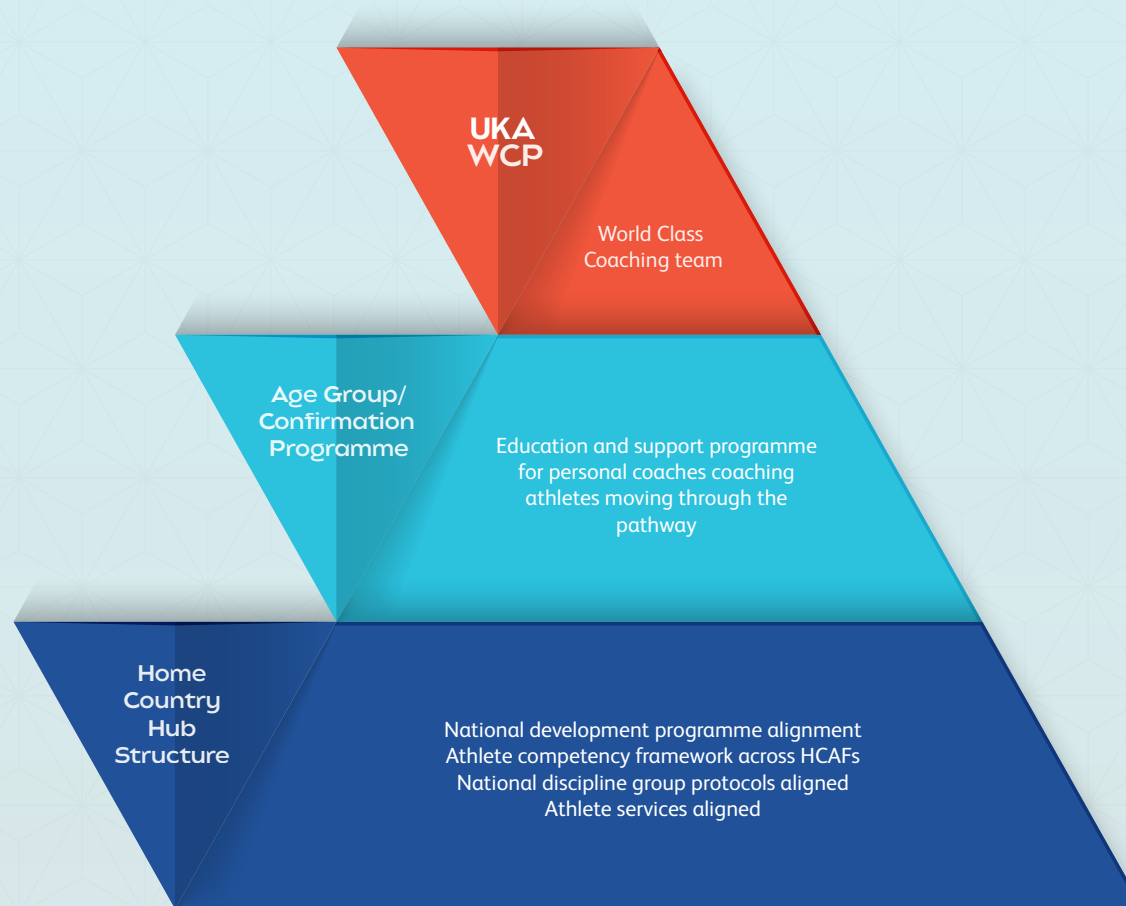 UKA
WCP
World Class
Coaching team
Age Group/
Confirmation
Programme
Education and support programme
for personal coaches coaching
athletes moving through the
pathway
Home
Country
Hub
Structure
National development programme alignment
Athlete competency framework across HCAFs
National discipline group protocols aligned
Athlete services aligned